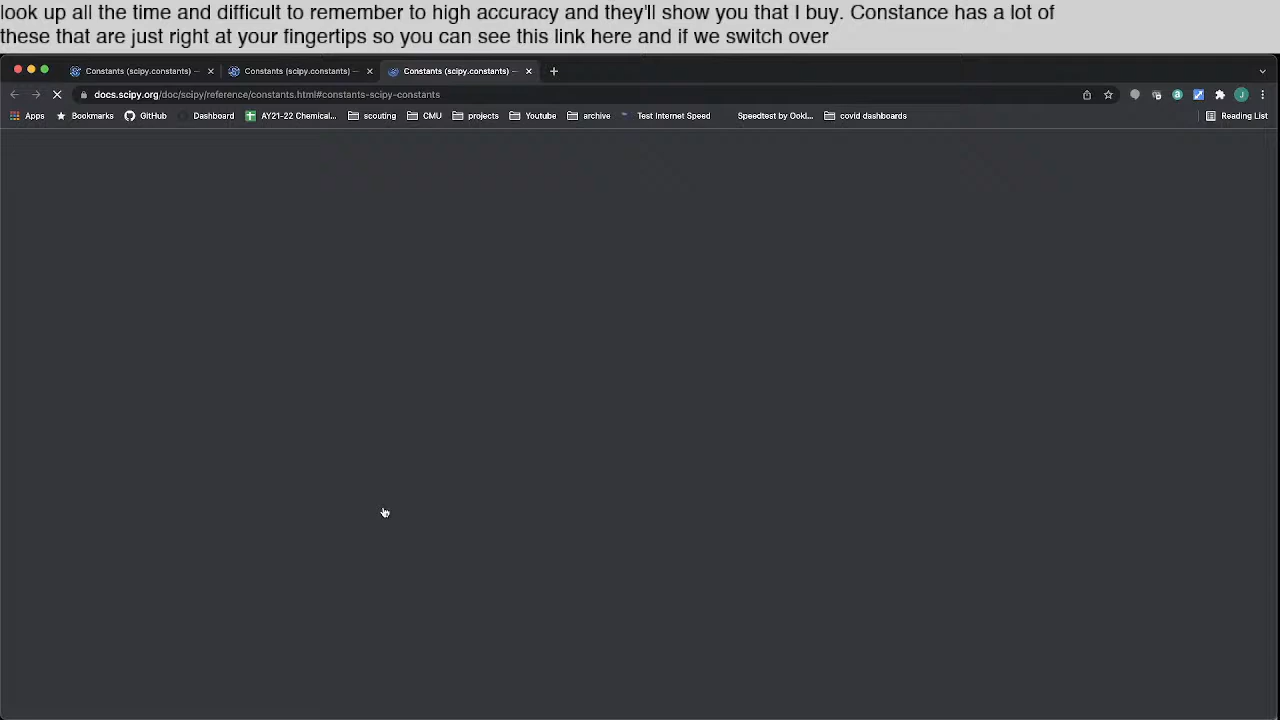 look up all the time and difficult to remember to high accuracy and they'll show you that I buy. Constance has a lot of
these that are just right at your fingertips so you can see this link here and if we switch over
Constants (scipy.constants) — Constants (scipy.constants) — Constants (scipy.constants) —
docs.scipy.org/doc/scipy/reference/constants.html#constants-scipy-constants
Apps Bookmarks GitHub Dashboard AY21-22 Chemical... scouting CMU projects Youtube archive Test Internet Speed Speedtest by Ookl... covid dashboards Reading List